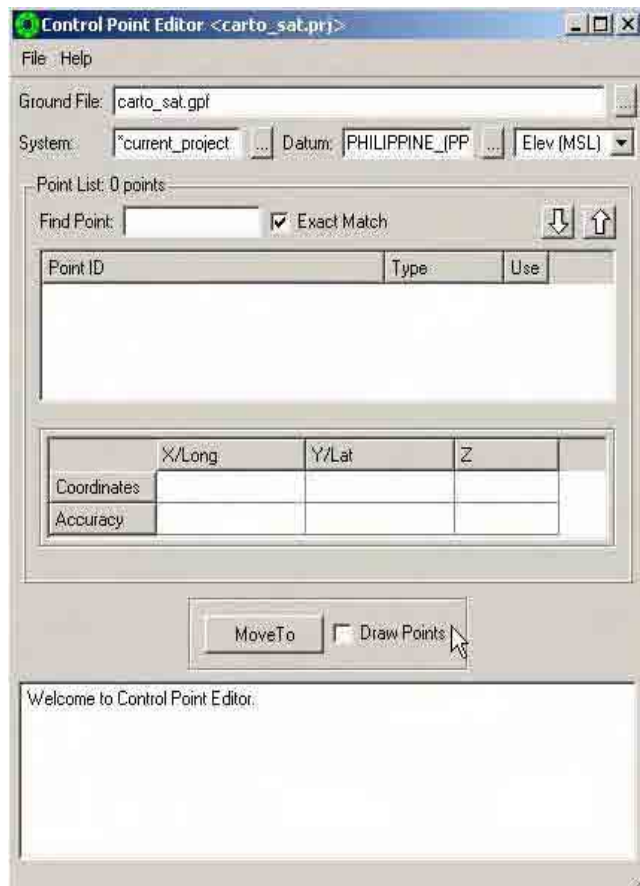 Control Point Editor <carto_sat.prj>
File Help
Ground File: carto_sat.gpf ...
System: *current_project ... Datum: PHILIPPINE_(PP ... Elev (MSL)
Point List: 0 points
Find Point: Exact Match
Point ID Type Use
X/Long Y/Lat Z
Coordinates
Accuracy
MoveTo Draw Points
Welcome to Control Point Editor.